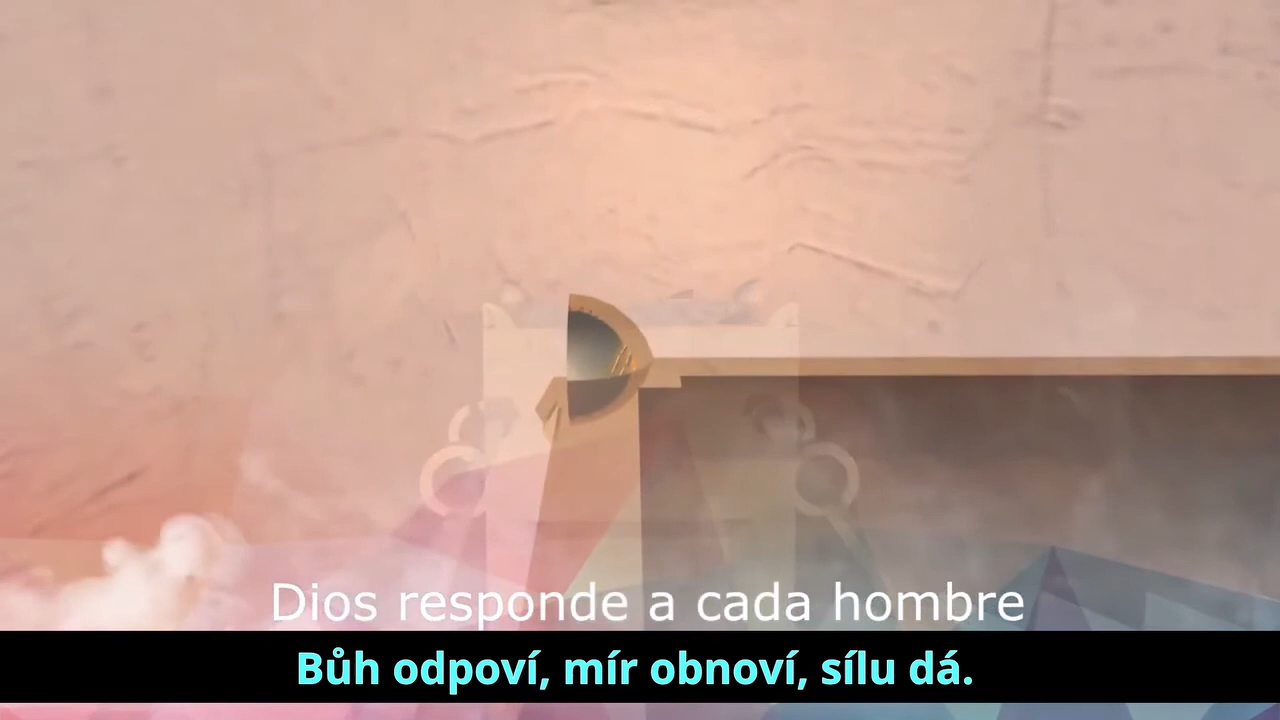 Dios responde a cada hombre
Bůh odpoví, mír obnoví, sílu dá.